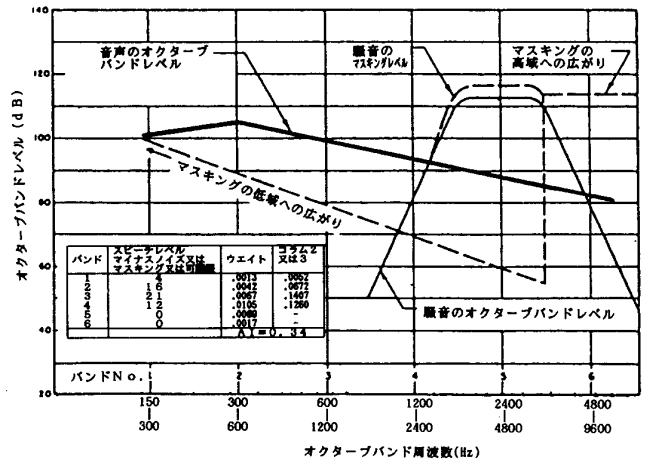 140
120
100
80
60
40
20
オクターブバンドレベル (dB)
音声のオクターブ
バンドレベル
騒音の
マスキングレベル
マスキングの
高域への広がり
マスキングの低域への広がり
騒音のオクターブバンドレベル
バンド スピーチレベル マイナスノイズ又は マスキング又は ウエイト コラム2 又は3
1 4 .0013 .0052
2 16 .0042 .0672
3 21 .0067 .1407
4 12 .0105 .1260
5 0 -
6 0 .0017 -
AI=0.34
バンドNo. 1 2 3 4 5 6
150 300 600 1200 2400 4800
300 600 1200 2400 4800 9600
オクターブバンド周波数(Hz)